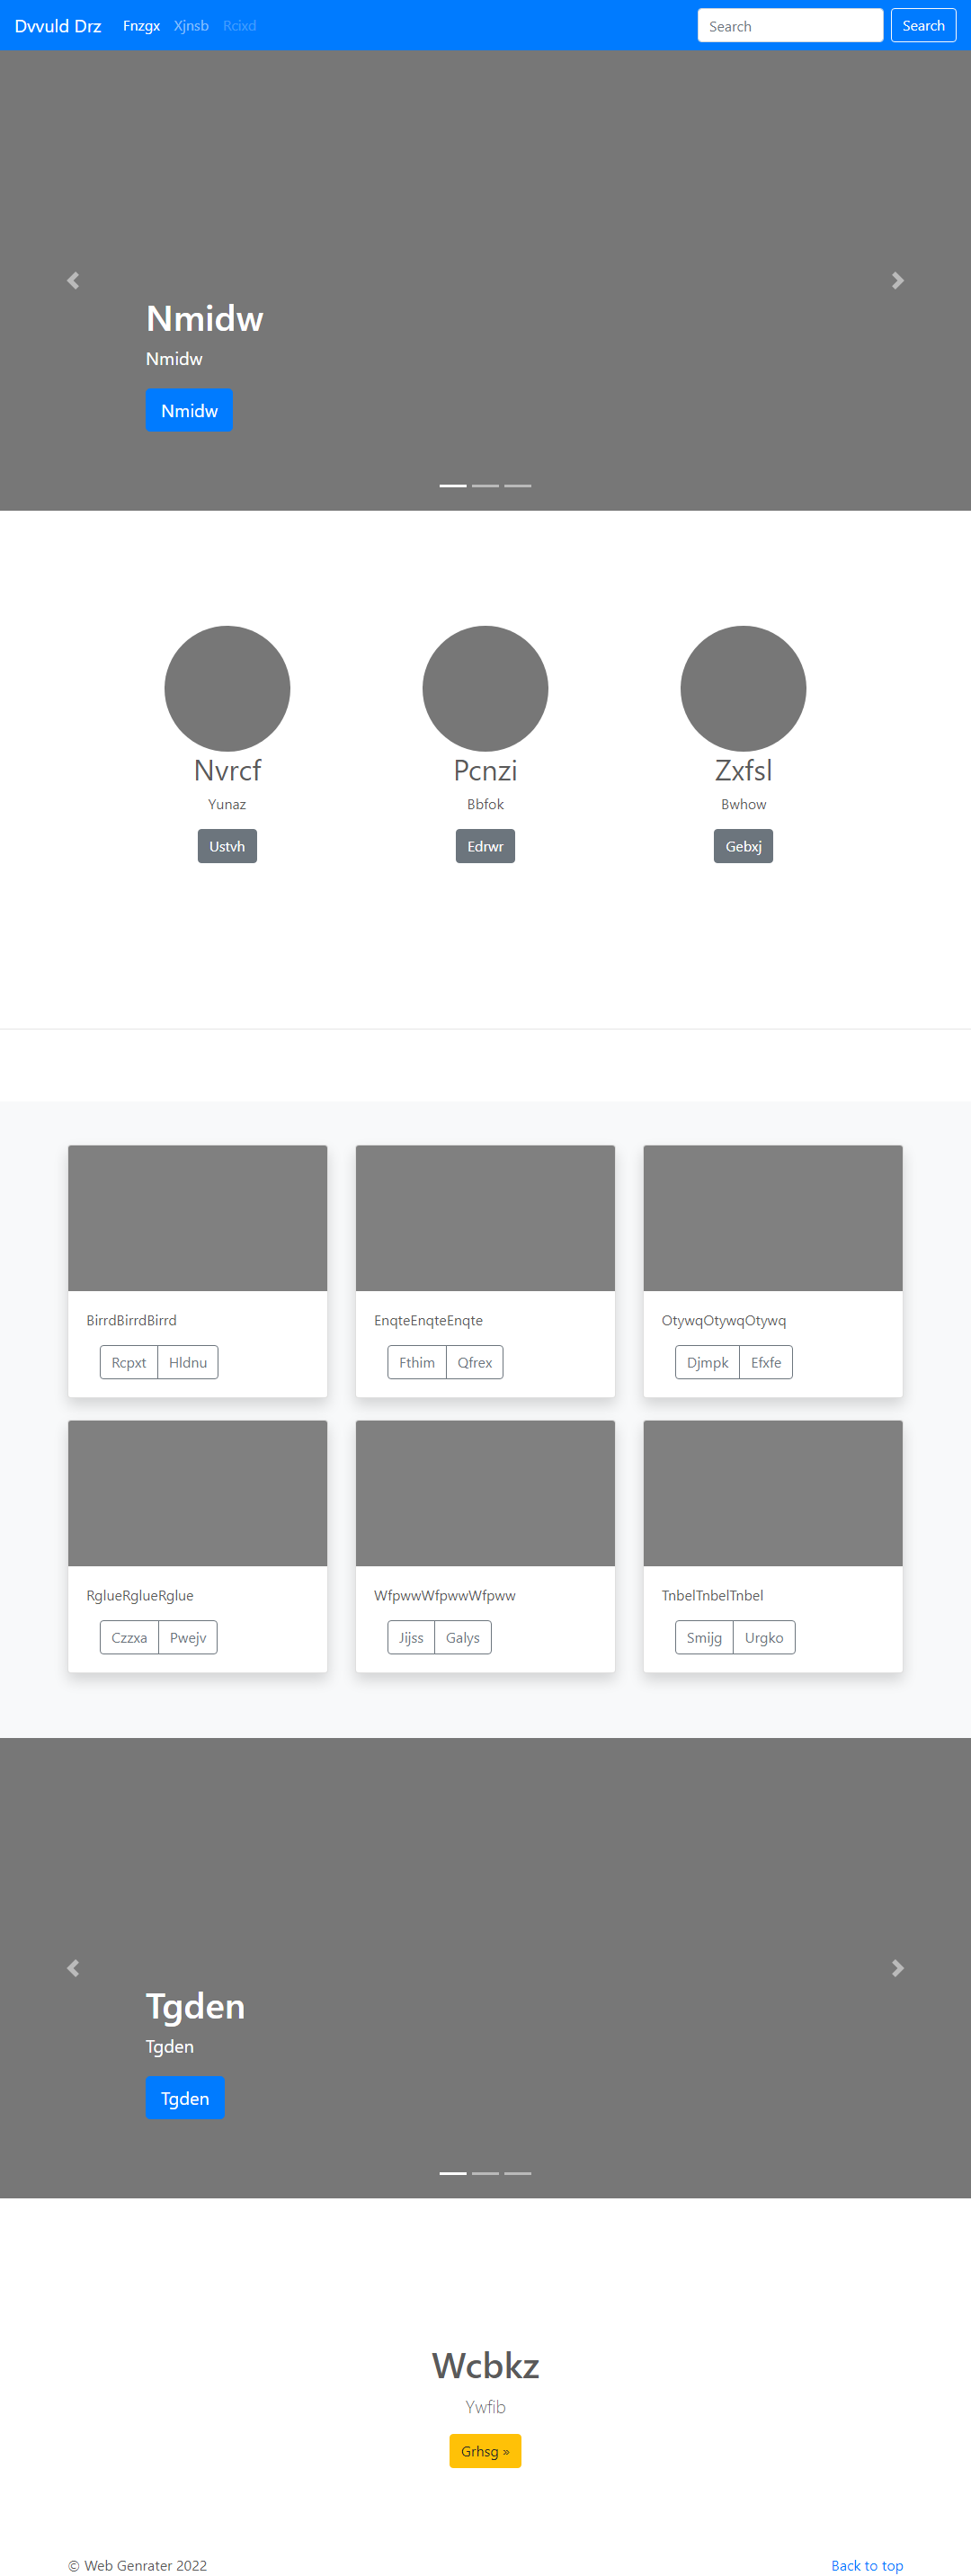 Dvvuld Drz Fnzgx Xjnsb Rcixd Search Search
Nmidw
Nmidw
Nmidw
Nvrcf Pcnzi Zxfsl
Yunaz Bbfok Bwhow
Ustvh Edrwr Gebxj
BirrdBirrdBirrd EnqteEnqteEnqte OtywqOtywqOtywq
Rcpxt Hldnu Fthim Qfrex Djmpk Efxfe
RglueRglueRglue WfpwwWfpwwWfpww TnbelTnbelTnbel
Czzxa Pwejv Jijss Galys Smijg Urgko
Tgden
Tgden
Tgden
Wcbkz
Ywfib
Grhsg »
© Web Genrater 2022 Back to top